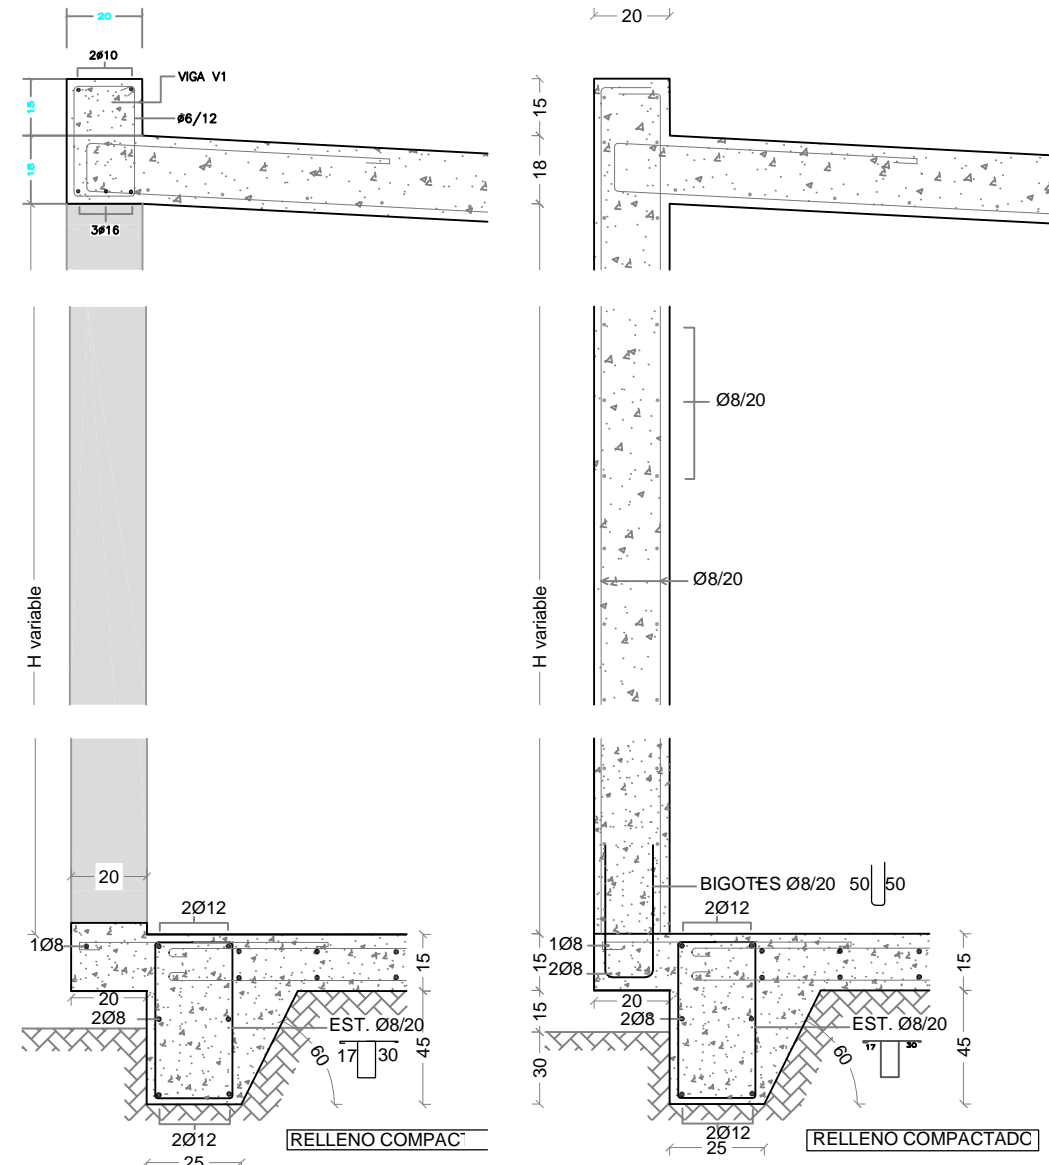 20
2ø10
VIGA V1
15
ø6/12
18
3ø16
H variable
20
2Ø12
1Ø8
15
20
2Ø8
EST. Ø8/20
17 30
60
45
2Ø12
RELLENO COMPACT
25
20
15
18
Ø8/20
Ø8/20
H variable
BIGOTES Ø8/20 50 50
2Ø12
1Ø8
15
2Ø8
15
20
15
2Ø8
EST. Ø8/20
17 30
30
60
45
2Ø12
RELLENO COMPACTADO
25